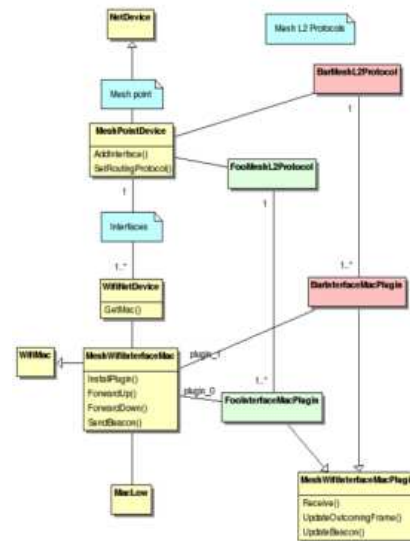 NetDevice
Mesh L2 Protocols
BarMeshL2Protocol
Mesh point
MeshPointDevice
AddInterface()
SetRoutingProtocol()
FooMeshL2Protocol
1
1
1
Interfaces
1..*
1..*
WifiNetDevice
GetMac()
BarInterfaceMacPlugin
WifiMac
MeshWifiInterfaceMac
InstallPlugin()
ForwardUp()
ForwardDown()
SendBeacon()
plugin_1
plugin_0
1..*
FooInterfaceMacPlugin
MacLow
MeshWifiInterfaceMacPlugin
Receive()
UpdateOutcomingFrame()
UpdateBeacon()